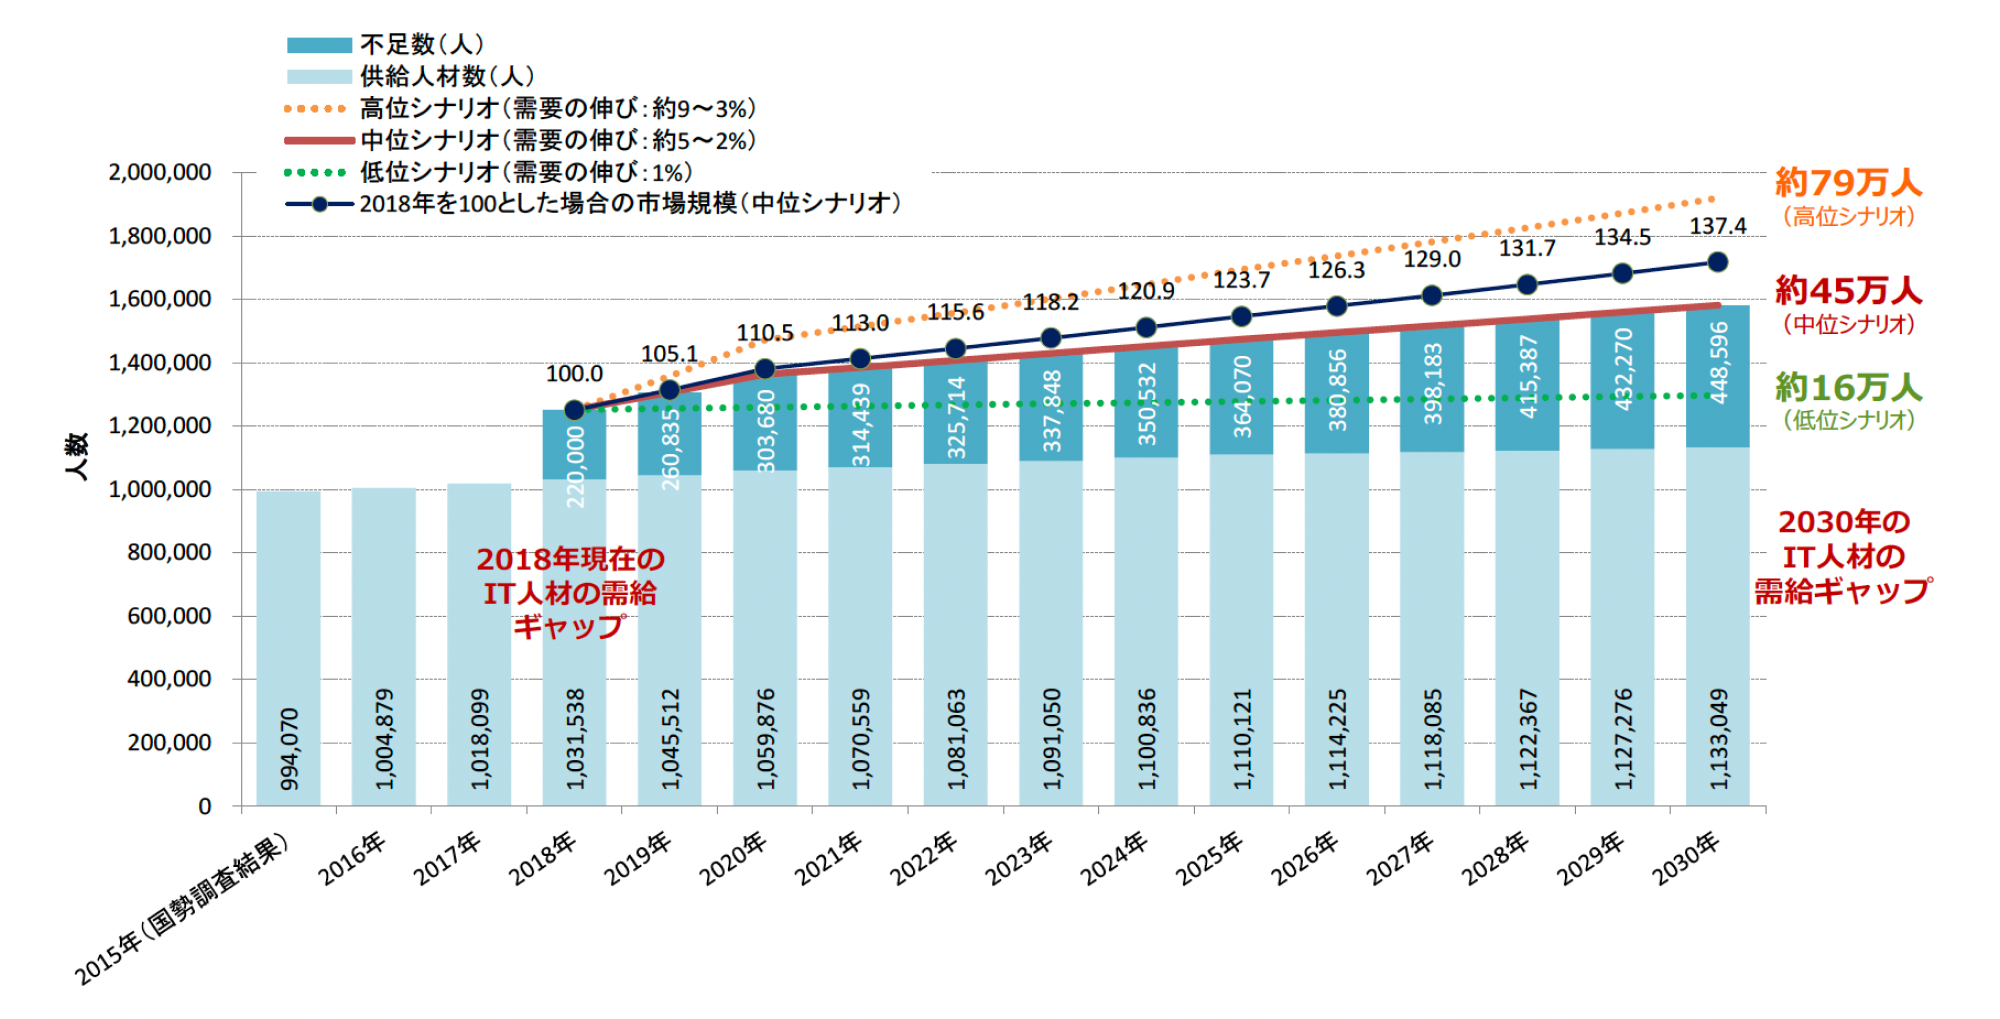 不足数（人）
供給人材数（人）
高位シナリオ（需要の伸び：約9～3%）
中位シナリオ（需要の伸び：約5～2%）
低位シナリオ（需要の伸び：1%）
2018年を100とした場合の市場規模（中位シナリオ）
人数
2,000,000
1,800,000
1,600,000
1,400,000
1,200,000
1,000,000
800,000
600,000
400,000
200,000
0
100.0
105.1
110.5
113.0
115.6
118.2
120.9
123.7
126.3
129.0
131.7
134.5
137.4
220,000
260,835
303,680
314,439
325,714
337,848
350,532
364,070
380,856
398,183
415,387
432,270
448,596
2018年現在の
IT人材の需給
ギャップ
994,070
1,004,879
1,018,099
1,031,538
1,045,512
1,059,876
1,070,559
1,081,063
1,091,050
1,100,836
1,110,121
1,114,225
1,118,085
1,122,367
1,127,276
1,133,049
2015年（国勢調査結果）
2016年
2017年
2018年
2019年
2020年
2021年
2022年
2023年
2024年
2025年
2026年
2027年
2028年
2029年
2030年
約79万人
（高位シナリオ）
約45万人
（中位シナリオ）
約16万人
（低位シナリオ）
2030年の
IT人材の
需給ギャップ